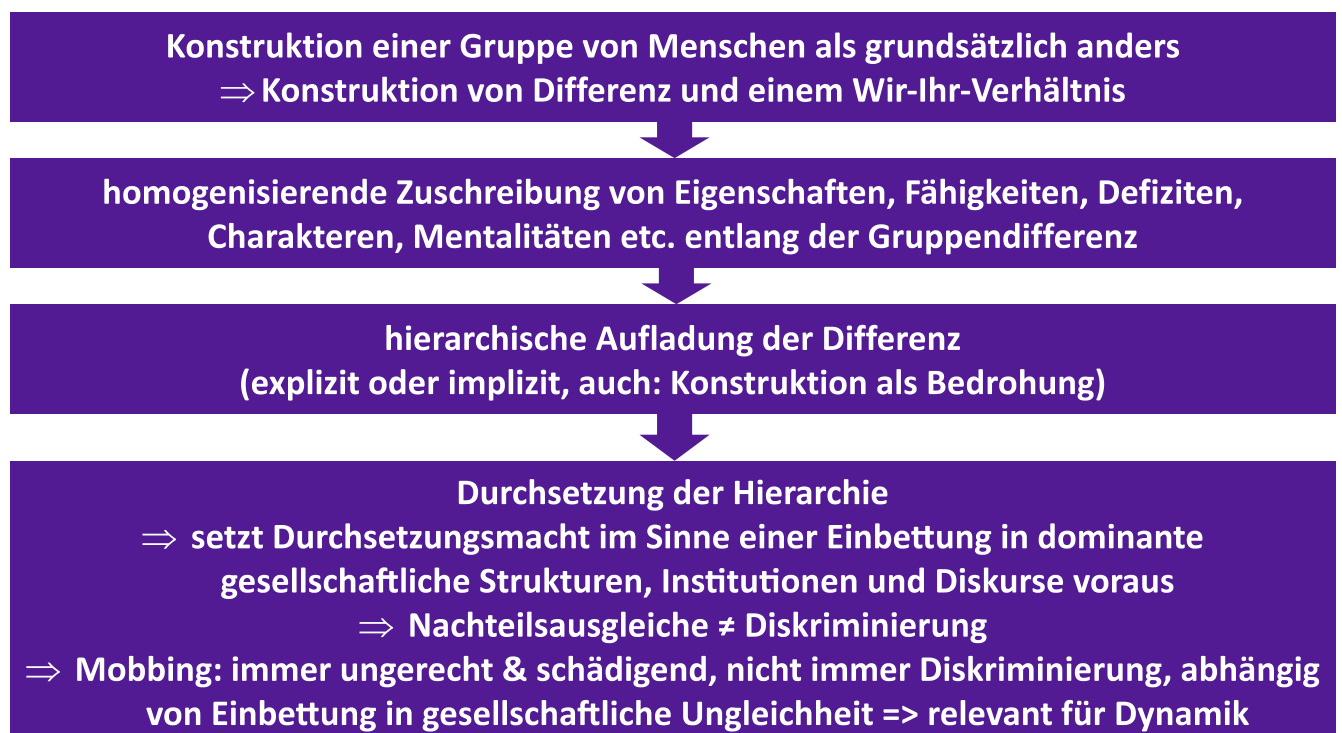 Konstruktion einer Gruppe von Menschen als grundsätzlich anders
⇒ Konstruktion von Differenz und einem Wir-Ihr-Verhältnis
homogenisierende Zuschreibung von Eigenschaften, Fähigkeiten, Defiziten,
Charakteren, Mentalitäten etc. entlang der Gruppendifferenz
hierarchische Aufladung der Differenz
(explizit oder implizit, auch: Konstruktion als Bedrohung)
Durchsetzung der Hierarchie
⇒ setzt Durchsetzungsmacht im Sinne einer Einbettung in dominante
gesellschaftliche Strukturen, Institutionen und Diskurse voraus
⇒ Nachteilsausgleiche ≠ Diskriminierung
⇒ Mobbing: immer ungerecht & schädigend, nicht immer Diskriminierung, abhängig
von Einbettung in gesellschaftliche Ungleichheit => relevant für Dynamik